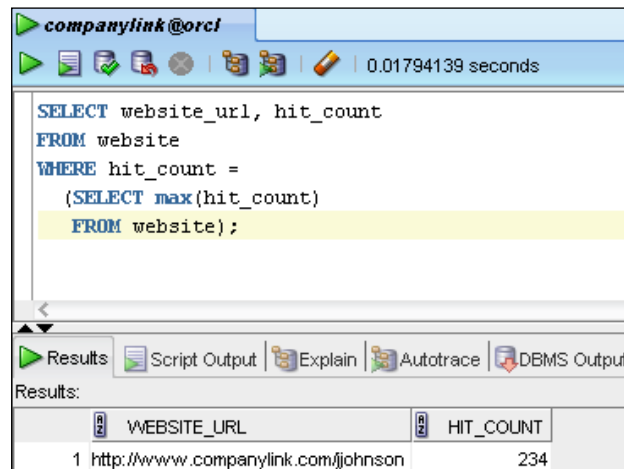 companylink@orcl
0.01794139 seconds
SELECT website_url, hit_count
FROM website
WHERE hit_count =
(SELECT max(hit_count)
FROM website);
Results Script Output Explain Autotrace DBMS Output
Results:
WEBSITE_URL HIT_COUNT
1 http://www.companylink.com/jjohnson 234